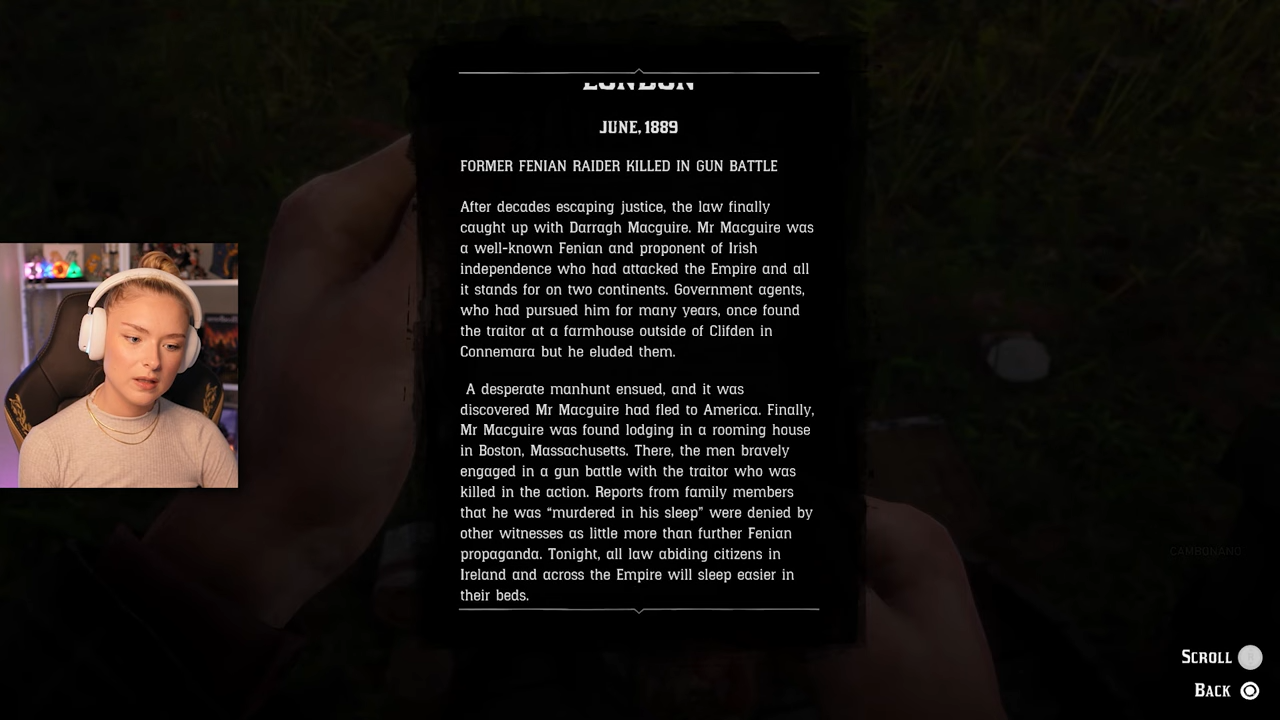 LONDON
JUNE, 1889
FORMER FENIAN RAIDER KILLED IN GUN BATTLE
After decades escaping justice, the law finally
caught up with Darragh Macguire. Mr Macguire was
a well-known Fenian and proponent of Irish
independence who had attacked the Empire and all
it stands for on two continents. Government agents,
who had pursued him for many years, once found
the traitor at a farmhouse outside of Clifden in
Connemara but he eluded them.
A desperate manhunt ensued, and it was
discovered Mr Macguire had fled to America. Finally,
Mr Macguire was found lodging in a rooming house
in Boston, Massachusetts. There, the men bravely
engaged in a gun battle with the traitor who was
killed in the action. Reports from family members
that he was “murdered in his sleep” were denied by
other witnesses as little more than further Fenian
propaganda. Tonight, all law abiding citizens in
Ireland and across the Empire will sleep easier in
their beds.
CAMBONANO
SCROLL
BACK